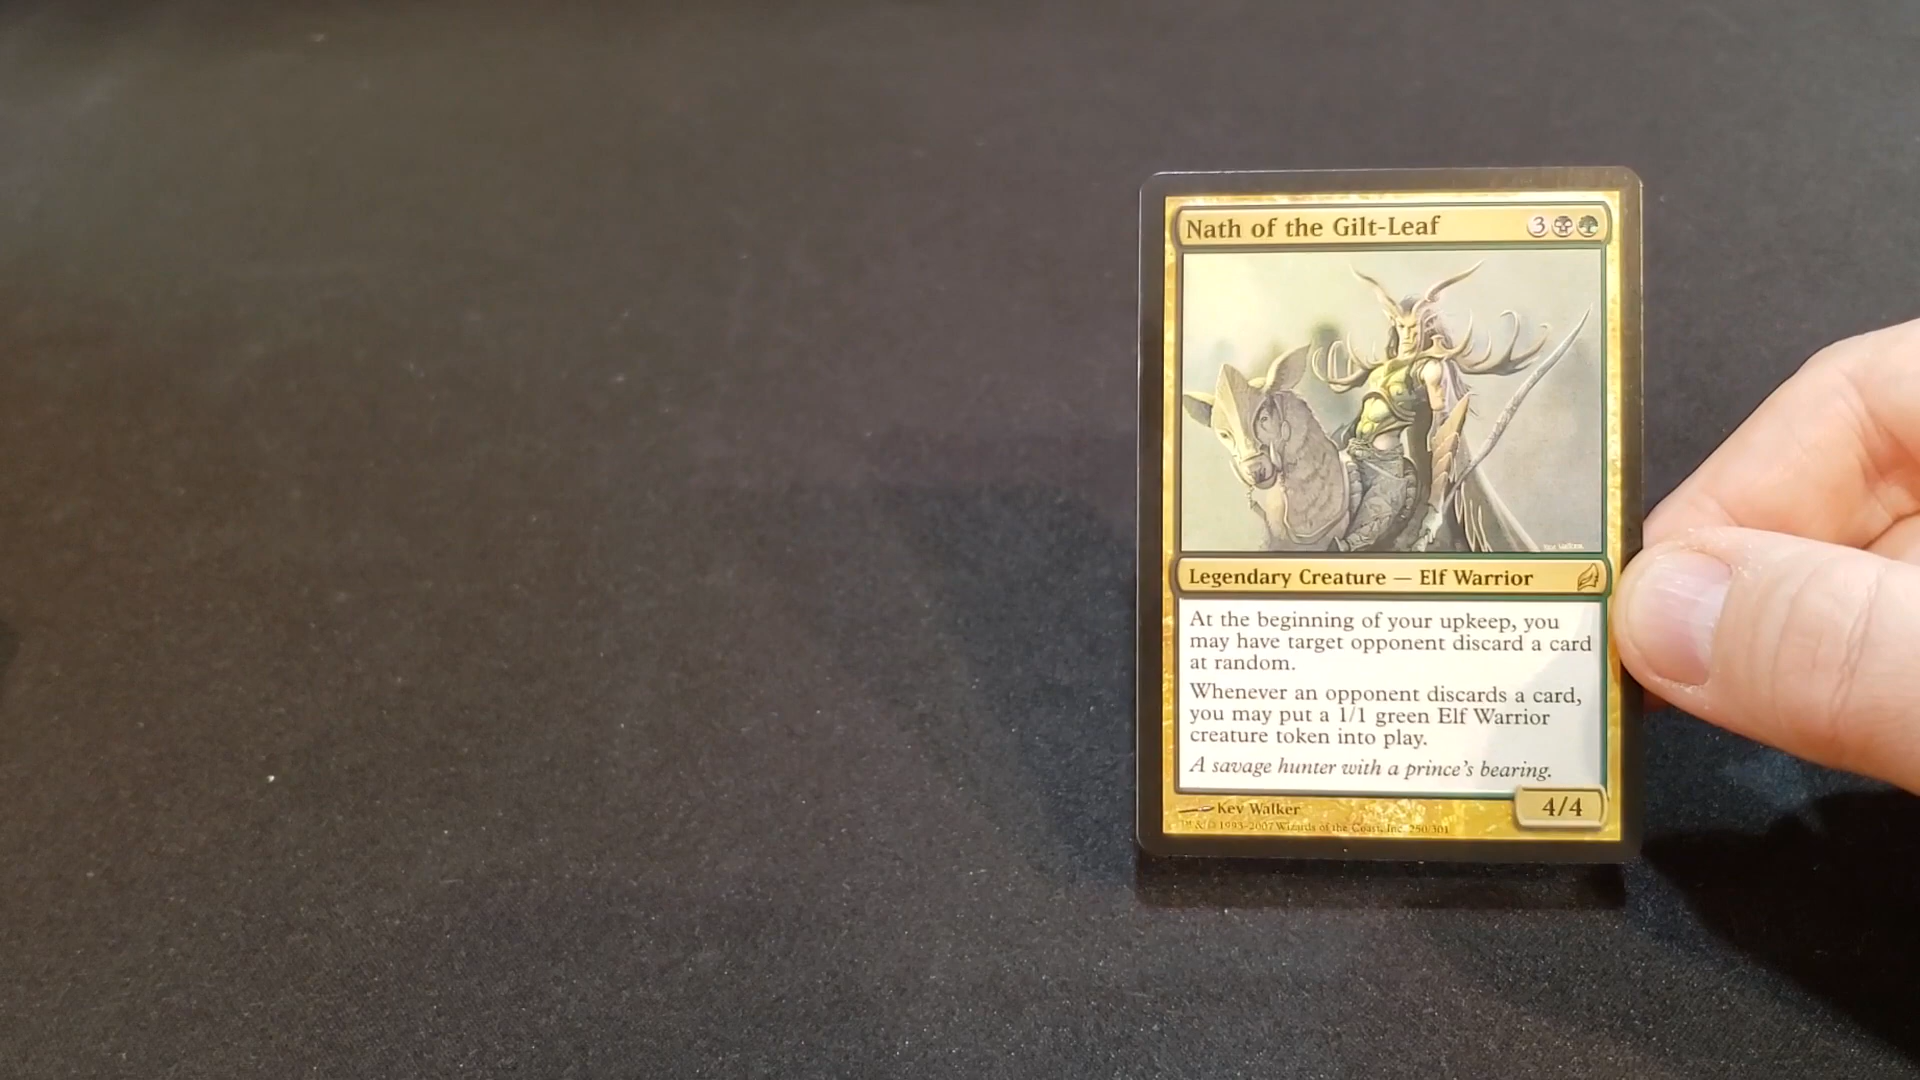 Nath of the Gilt-Leaf 3
Kev Walker
Legendary Creature — Elf Warrior
At the beginning of your upkeep, you
may have target opponent discard a card
at random.
Whenever an opponent discards a card,
you may put a 1/1 green Elf Warrior
creature token into play.
A savage hunter with a prince's bearing.
Kev Walker 4/4
™ & © 1993-2007 Wizards of the Coast, Inc. 250/301